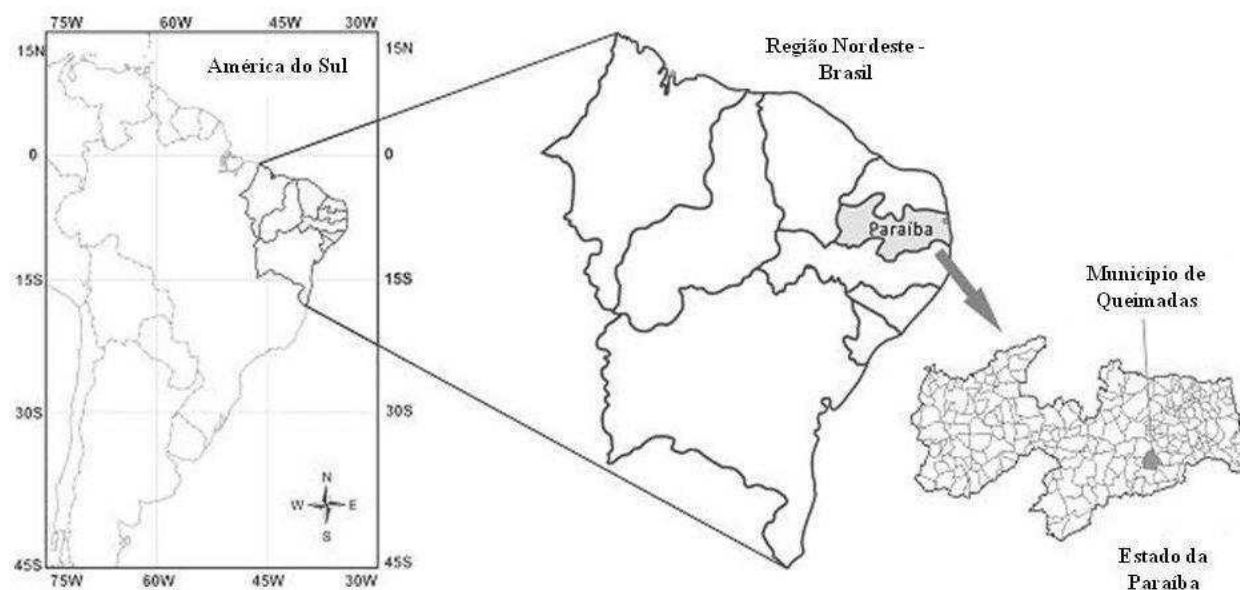 75W 60W 45W 30W
15N
15N
América do Sul
0
0
15S
15S
30S
30S
N
W E
S
45S
45S
75W 60W 45W 30W
Região Nordeste -
Brasil
Paraíba
Município de
Queimadas
Estado da
Paraíba